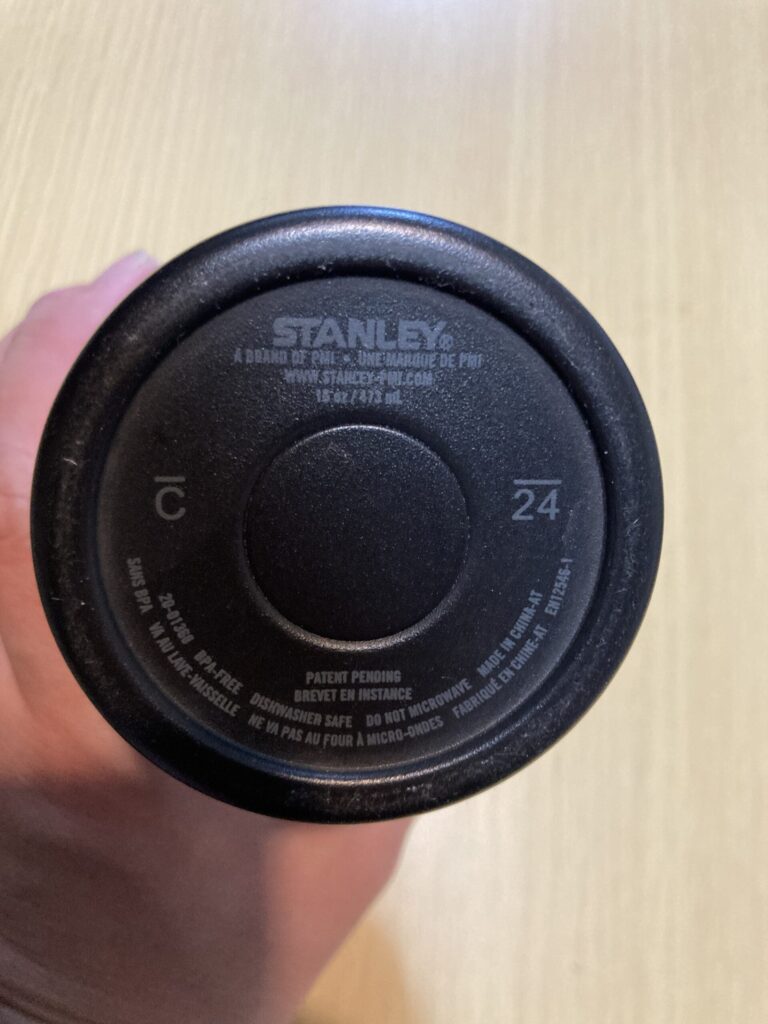 STANLEY®
A BRAND OF PMI • UNE MARQUE DE PMI
WWW.STANLEY-PMI.COM
16 oz / 473 mL
C
24
PATENT PENDING
BREVET EN INSTANCE
BPA-FREE DISHWASHER SAFE DO NOT MICROWAVE MADE IN CHINA-AT
SANS BPA VA AU LAVE-VAISSELLE NE VA PAS AU FOUR À MICRO-ONDES FABRIQUÉ EN CHINE-AT EN12546-1